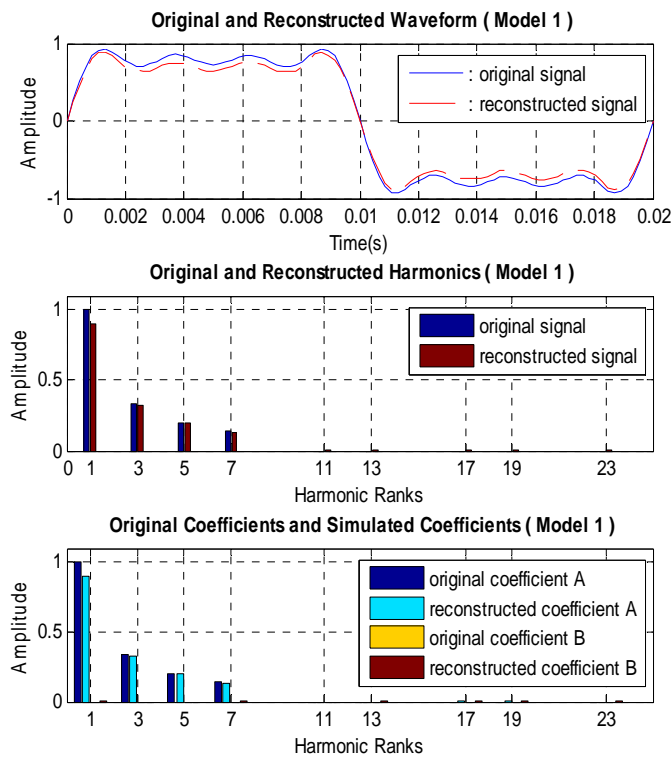 Original and Reconstructed Waveform ( Model 1 )
1
0
-1
Amplitude
: original signal
: reconstructed signal
0 0.002 0.004 0.006 0.008 0.01 0.012 0.014 0.016 0.018 0.02
Time(s)
Original and Reconstructed Harmonics ( Model 1 )
1
0.5
0
Amplitude
original signal
reconstructed signal
0 1 3 5 7 11 13 17 19 23
Harmonic Ranks
Original Coefficients and Simulated Coefficients ( Model 1 )
1
0.5
0
Amplitude
original coefficient A
reconstructed coefficient A
original coefficient B
reconstructed coefficient B
1 3 5 7 11 13 17 19 23
Harmonic Ranks